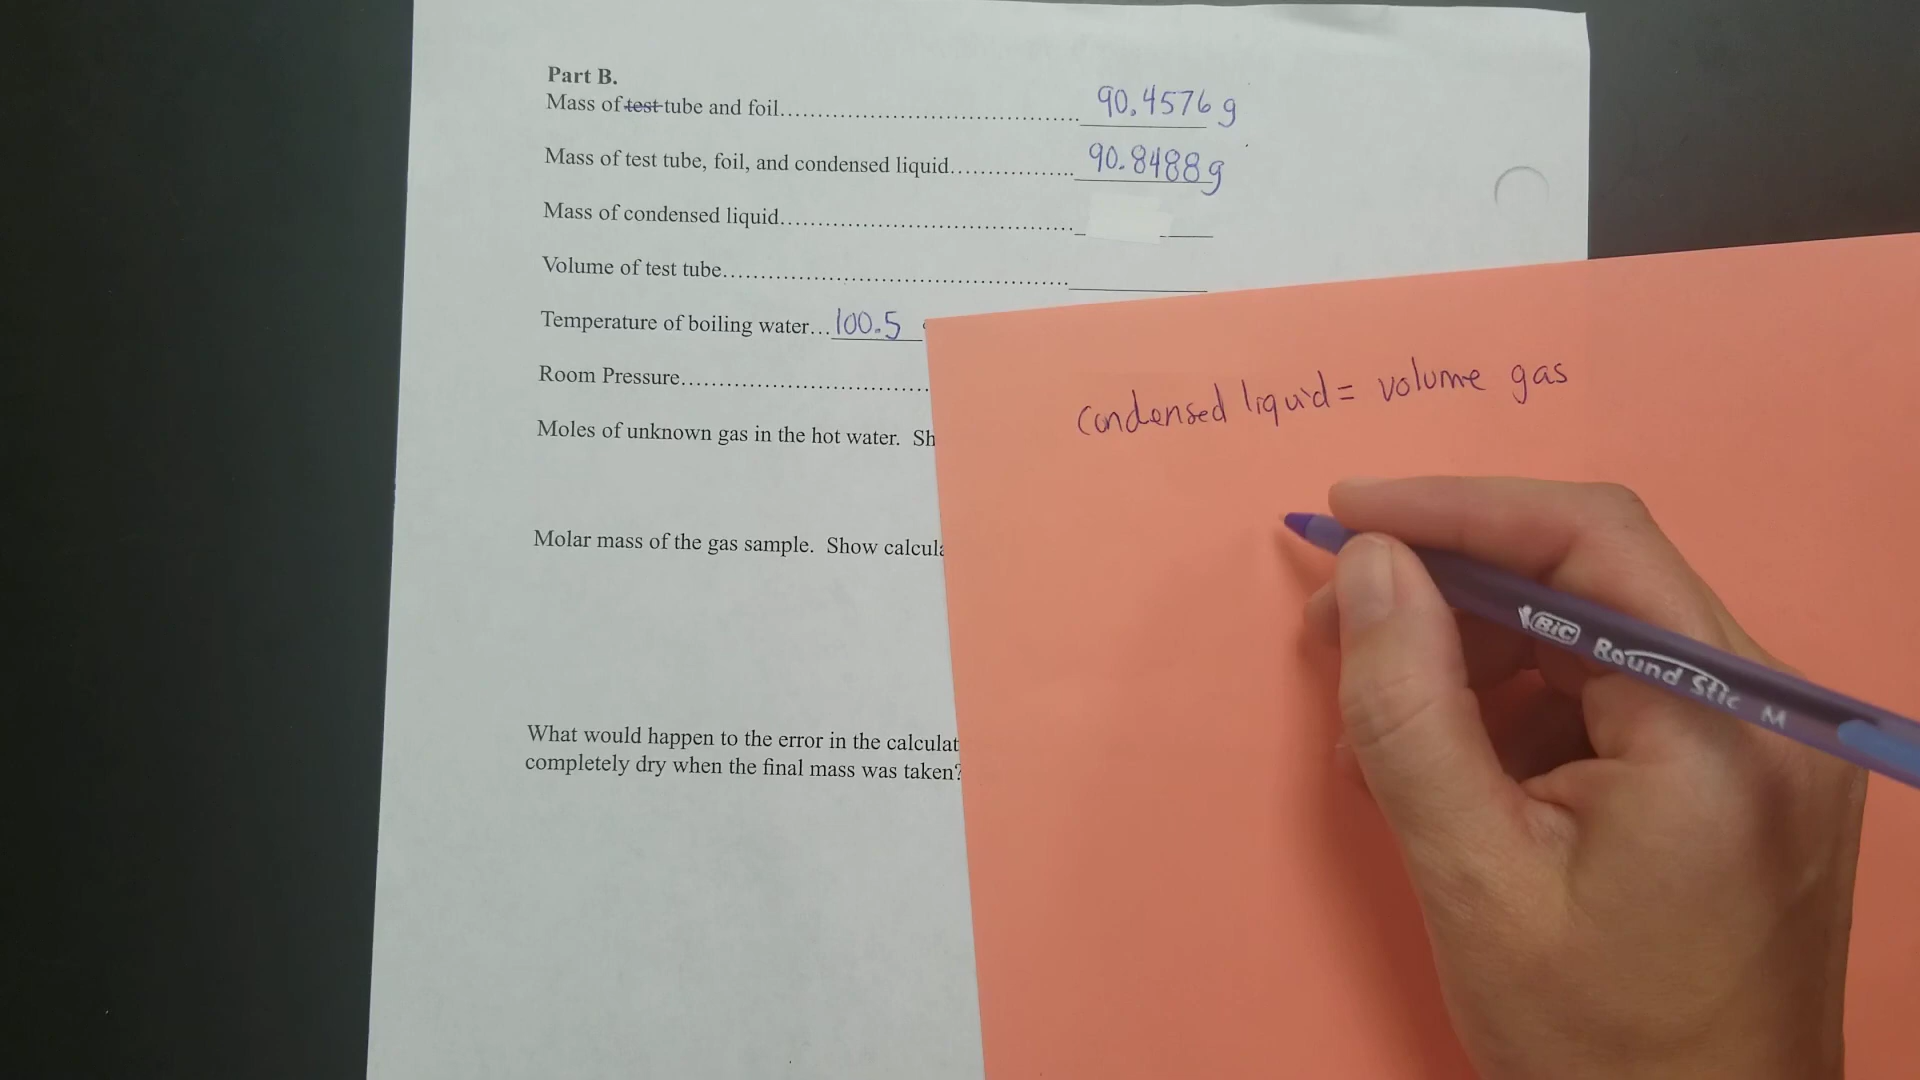 Part B.
Mass of test tube and foil........................................ 90.4576 g
Mass of test tube, foil, and condensed liquid................ 90.8488g
Mass of condensed liquid.......................................
Volume of test tube..............................................
Temperature of boiling water...100.5
Room Pressure.................................
condensed liquid = volume gas
Moles of unknown gas in the hot water. Sh
Molar mass of the gas sample. Show calcula
BIC Round Stic M
What would happen to the error in the calculat
completely dry when the final mass was taken?